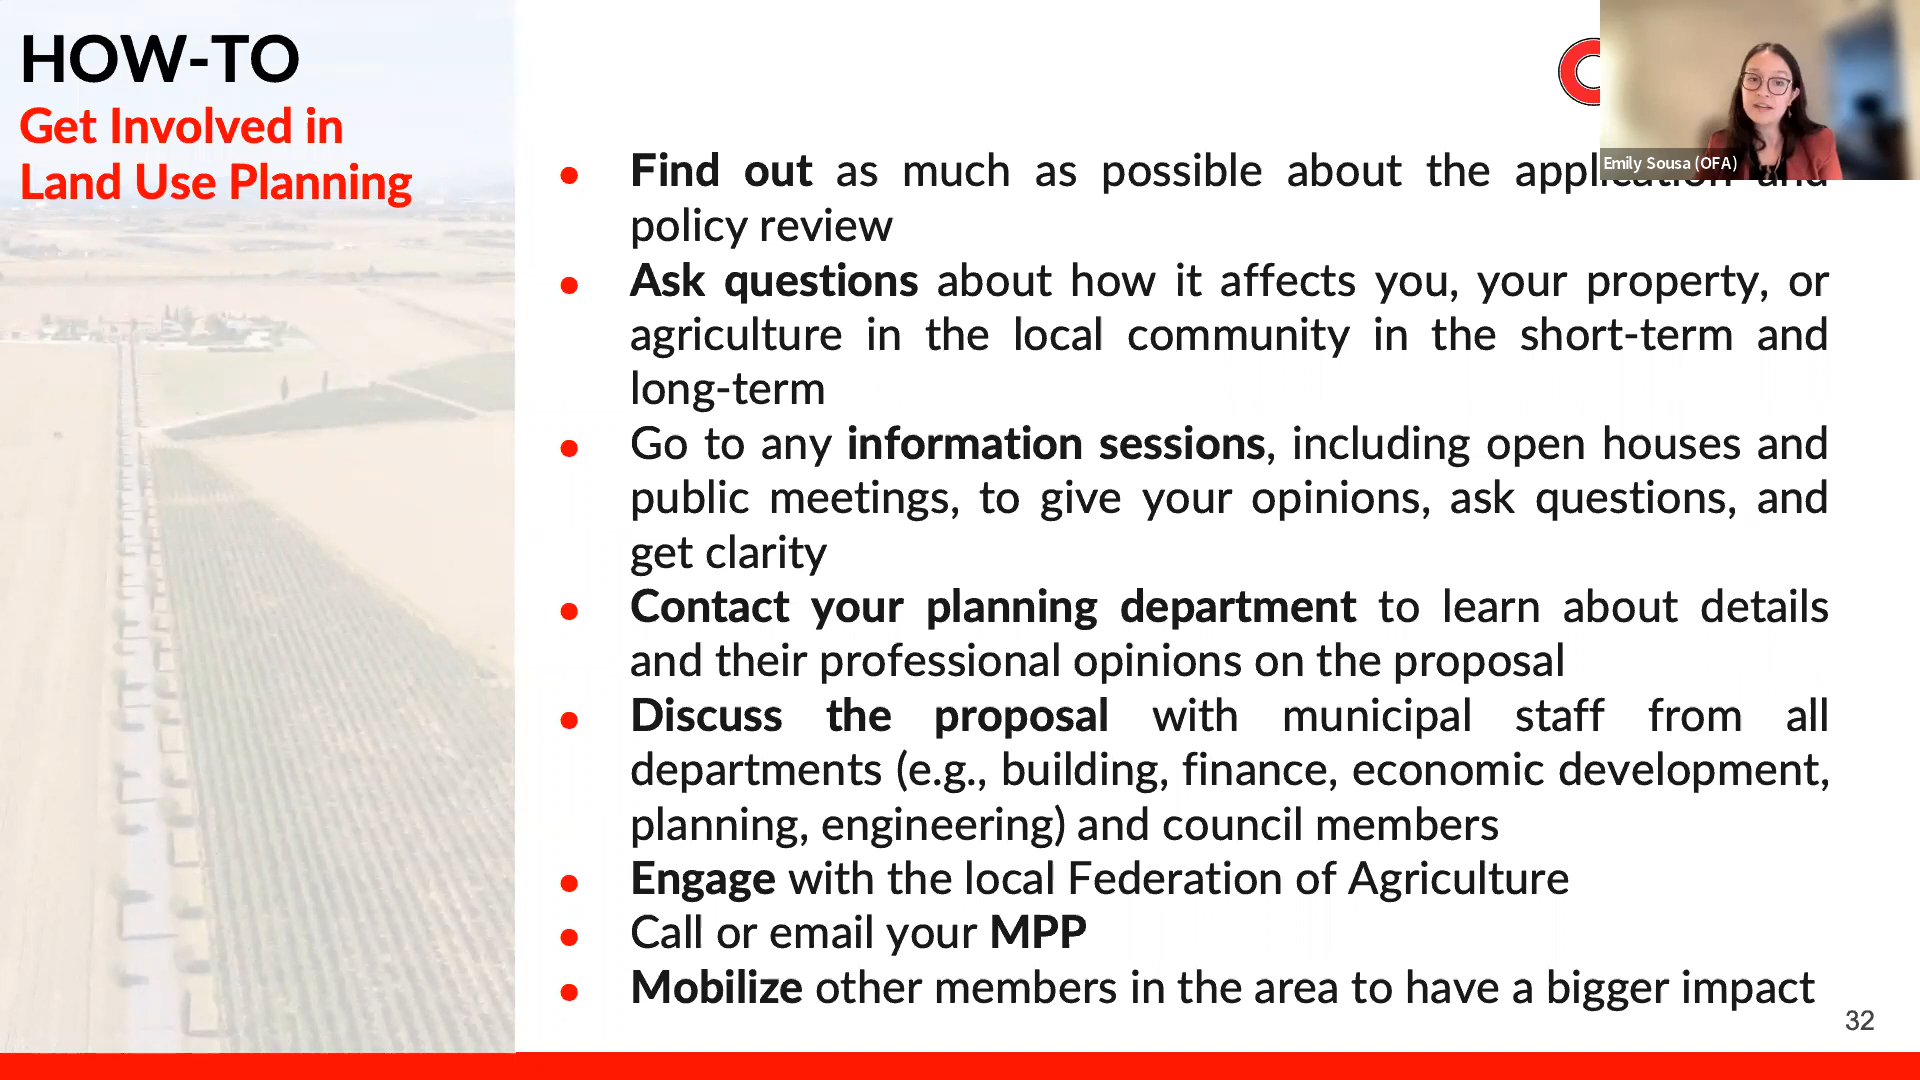 HOW-TO
Get Involved in
Land Use Planning
Emily Sousa (OFA)
• Find out as much as possible about the application and
policy review
• Ask questions about how it affects you, your property, or
agriculture in the local community in the short-term and
long-term
• Go to any information sessions, including open houses and
public meetings, to give your opinions, ask questions, and
get clarity
• Contact your planning department to learn about details
and their professional opinions on the proposal
• Discuss the proposal with municipal staff from all
departments (e.g., building, finance, economic development,
planning, engineering) and council members
• Engage with the local Federation of Agriculture
• Call or email your MPP
• Mobilize other members in the area to have a bigger impact
32